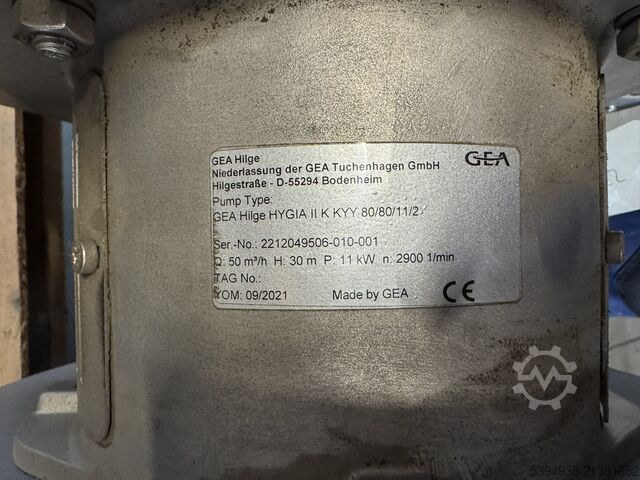 GEA Hilge
Niederlassung der GEA Tuchenhagen GmbH
Hilgestraße - D-55294 Bodenheim
GEA
Pump Type:
GEA Hilge HYGIA II K KYY 80/80/11/2
Ser.-No.: 2212049506-010-001
Q: 50 m³/h H: 30 m P: 11 kW n: 2900 1/min
TAG No.:
YOM: 09/2021 Made by GEA CE